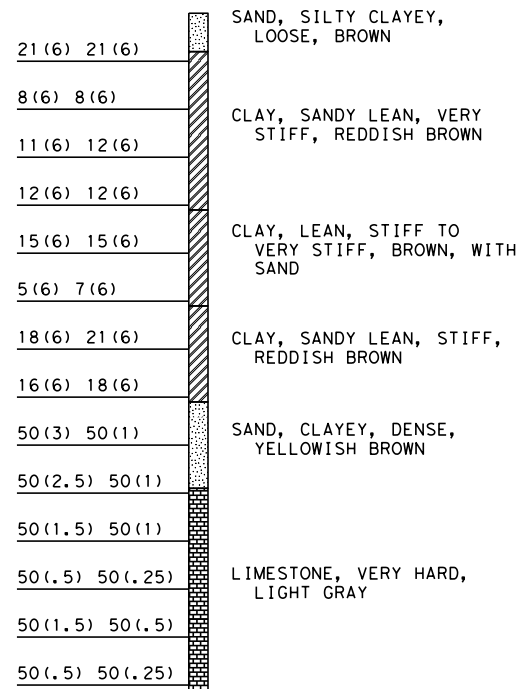 SAND, SILTY CLAYEY,
LOOSE, BROWN
21(6) 21(6)
8(6) 8(6)
CLAY, SANDY LEAN, VERY
STIFF, REDDISH BROWN
11(6) 12(6)
12(6) 12(6)
CLAY, LEAN, STIFF TO
VERY STIFF, BROWN, WITH
SAND
15(6) 15(6)
5(6) 7(6)
18(6) 21(6)
CLAY, SANDY LEAN, STIFF,
REDDISH BROWN
16(6) 18(6)
50(3) 50(1)
SAND, CLAYEY, DENSE,
YELLOWISH BROWN
50(2.5) 50(1)
50(1.5) 50(1)
50(.5) 50(.25)
LIMESTONE, VERY HARD,
LIGHT GRAY
50(1.5) 50(.5)
50(.5) 50(.25)